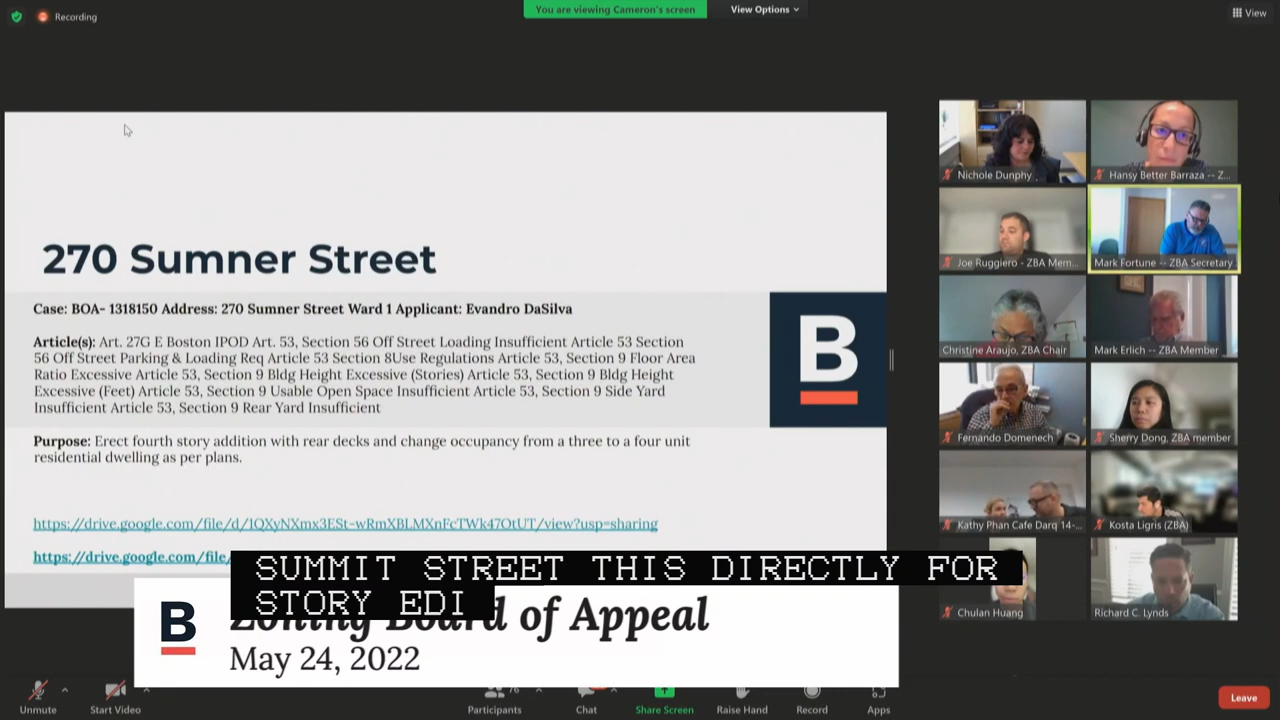 Recording
You are viewing Cameron's screen
View Options
View
270 Sumner Street
Case: BOA- 1318150 Address: 270 Sumner Street Ward 1 Applicant: Evandro DaSilva
Article(s): Art. 27G E Boston IPOD Art. 53, Section 56 Off Street Loading Insufficient Article 53 Section
56 Off Street Parking & Loading Req Article 53 Section 8Use Regulations Article 53, Section 9 Floor Area
Ratio Excessive Article 53, Section 9 Bldg Height Excessive (Stories) Article 53, Section 9 Bldg Height
Excessive (Feet) Article 53, Section 9 Usable Open Space Insufficient Article 53, Section 9 Side Yard
Insufficient Article 53, Section 9 Rear Yard Insufficient
B
Purpose: Erect fourth story addition with rear decks and change occupancy from a three to a four unit
residential dwelling as per plans.
https://drive.google.com/file/d/1QXyNXmx3ESt-wRmXBLMXnFcTWk47OtUT/view?usp=sharing
https://drive.google.com/file
SUMMIT STREET THIS DIRECTLY FOR
STORY EDI
B
Zoning Board of Appeal
May 24, 2022
Nichole Dunphy
Hansy Better Barraza -- Z...
Joe Ruggiero - ZBA Mem...
Mark Fortune -- ZBA Secretary
Christine Araujo, ZBA Chair
Mark Erlich -- ZBA Member
Fernando Domenech
Sherry Dong, ZBA member
Kathy Phan Cafe Darq 14-...
Kosta Ligris (ZBA)
Chulan Huang
Richard C. Lynds
Unmute
Start Video
Participants
76
Chat
Share Screen
Raise Hand
Record
Apps
Leave